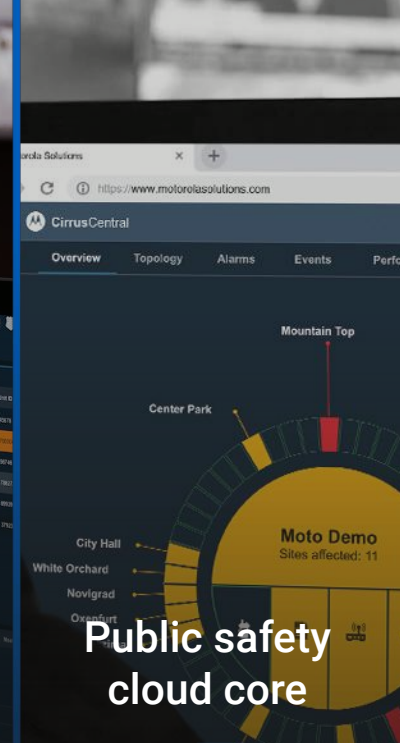 orola Solutions
https://www.motorolasolutions.com
CirrusCentral
Overview Topology Alarms Events Perfo
Mountain Top
Center Park
City Hall
White Orchard
Novigrad
Oxenfurt
Moto Demo
Sites affected: 11
Public safety
cloud core